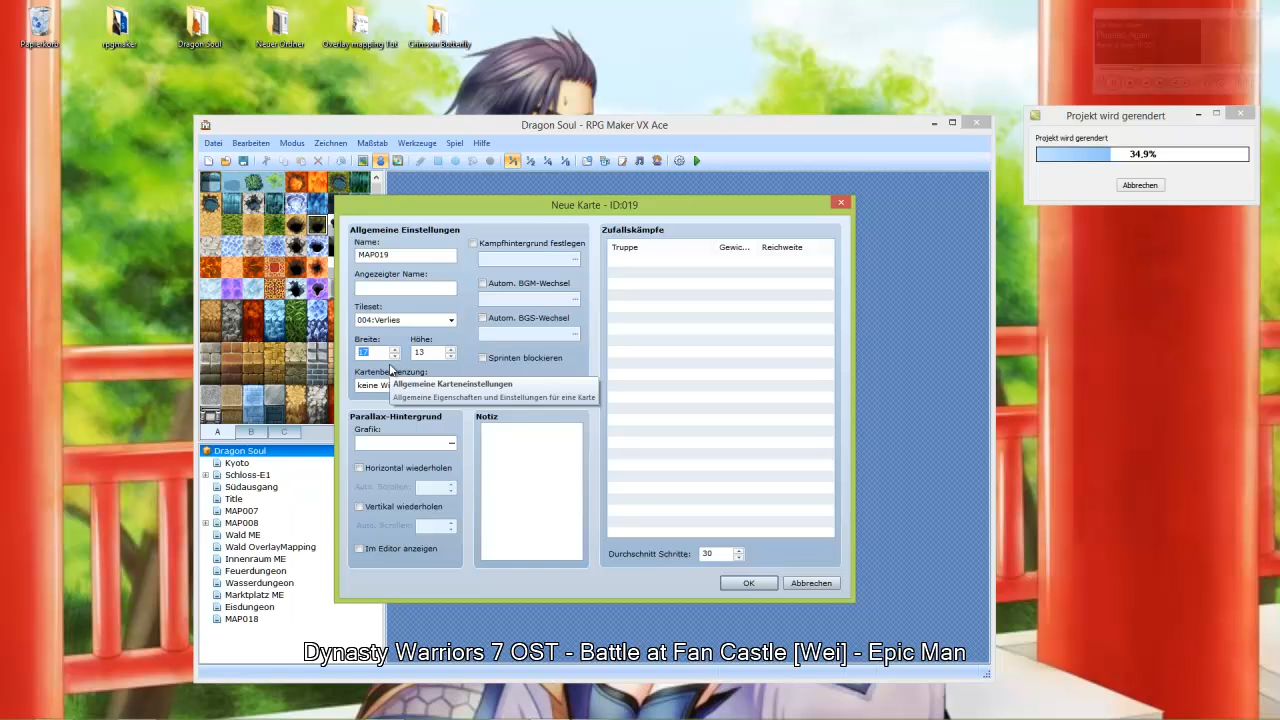 Papierkorb
rpgmaker
Dragon Soul
Neuer Ordner
Overlay mapping Tut
Crimson Butterfly
Projekt wird gerendert
Projekt wird gerendert
34,9%
Abbrechen
Dragon Soul - RPG Maker VX Ace
Datei Bearbeiten Modus Zeichnen Maßstab Werkzeuge Spiel Hilfe
Neue Karte - ID:019
Allgemeine Einstellungen
Name:
MAP019
Angezeigter Name:
Tileset:
004:Verlies
Breite: Höhe:
17 13
keine Wi
Kampfhintergrund festlegen
Autom. BGM-Wechsel
Autom. BGS-Wechsel
Sprinten blockieren
Allgemeine Karteneinstellungen
Allgemeine Eigenschaften und Einstellungen für eine Karte
Parallax-Hintergrund
Grafik:
Horizontal wiederholen
Auto. Scrollen:
Vertikal wiederholen
Auto. Scrollen:
Im Editor anzeigen
Notiz
Zufallskämpfe
Truppe Gewic... Reichweite
Durchschnitt Schritte: 30
OK Abbrechen
A B C
Dragon Soul
Kyoto
Schloss-E1
Südausgang
Title
MAP007
MAP008
Wald ME
Wald OverlayMapping
Innenraum ME
Feuerdungeon
Wasserdungeon
Marktplatz ME
Eisdungeon
MAP018
Dynasty Warriors 7 OST - Battle at Fan Castle [Wei] - Epic Man